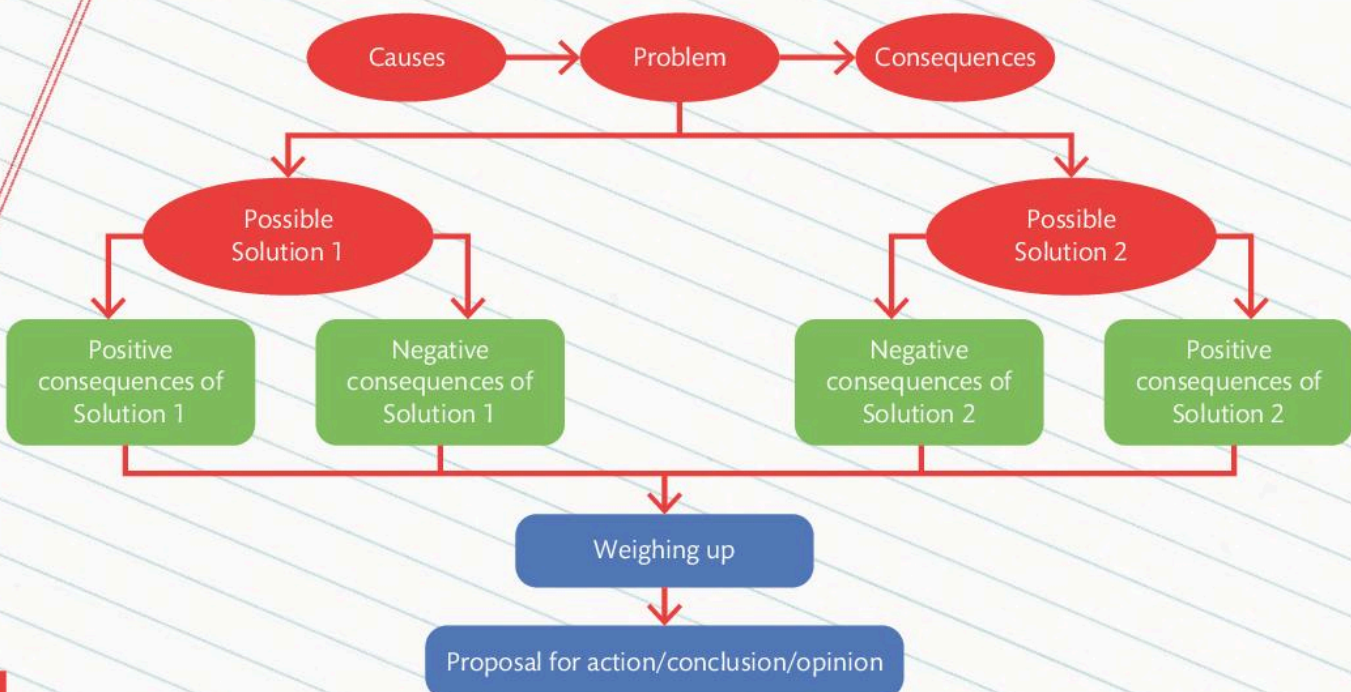 Causes
Problem
Consequences
Possible
Solution 1
Possible
Solution 2
Positive
consequences of
Solution 1
Negative
consequences of
Solution 1
Negative
consequences of
Solution 2
Positive
consequences of
Solution 2
Weighing up
Proposal for action/conclusion/opinion